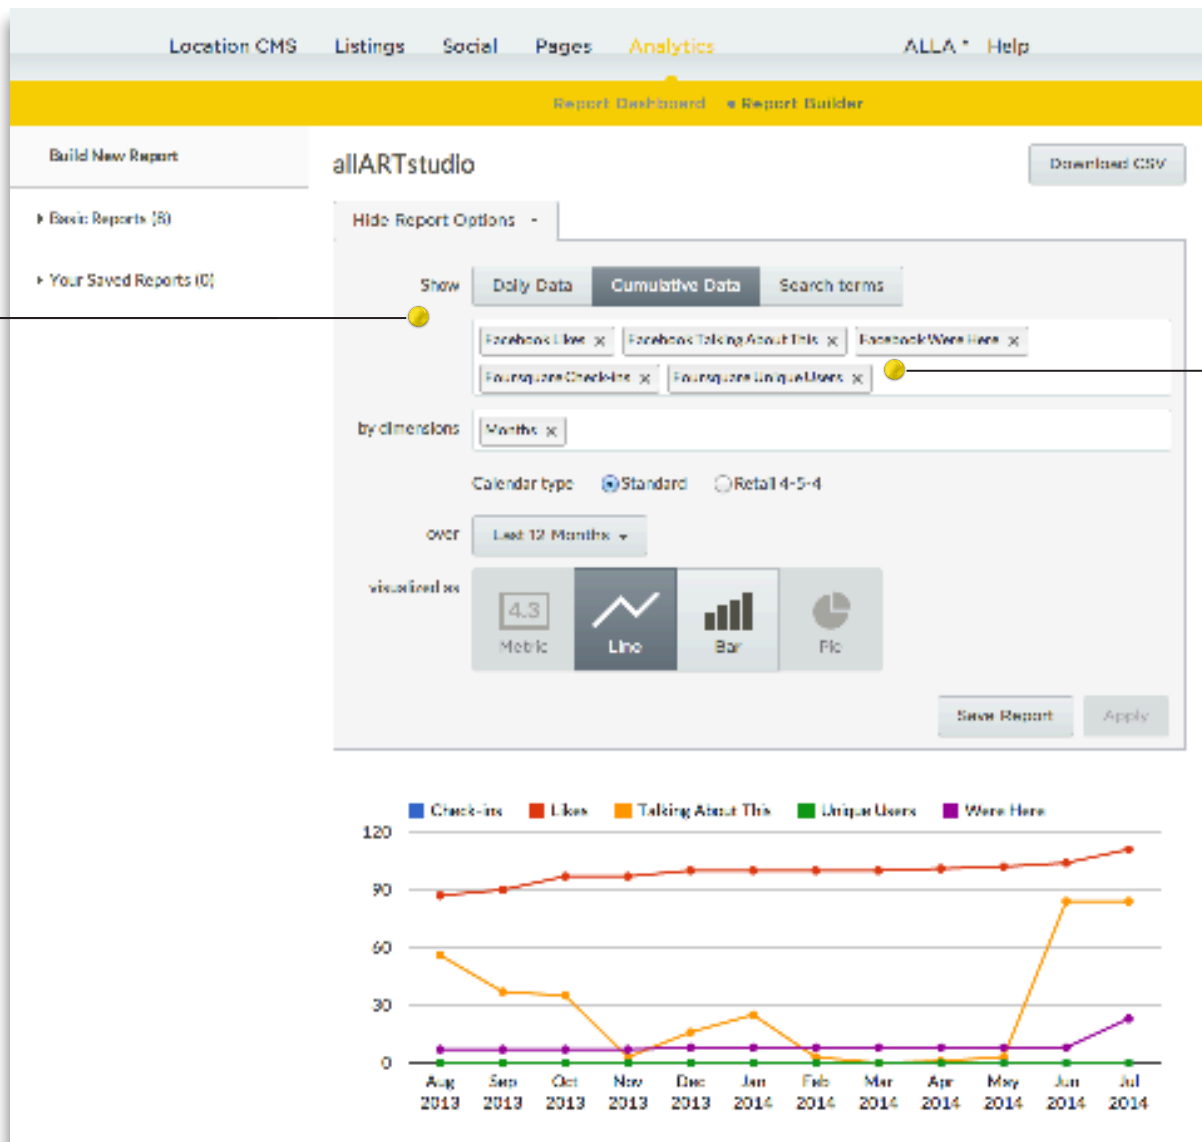 Location CMS Listings Social Pages Analytics ALLA Help
Report Dashboard Report Builder
Build New Report
allARTstudio
Download CSV
Basic Reports (8)
Hide Report Options
Your Saved Reports (0)
Show Daily Data Cumulative Data Search terms
Facebook Likes x Facebook Talking About This x Facebook Were Here x
Foursquare Check-ins x Foursquare Unique Users x
by dimensions Months x
Calendar type Standard Retail 4-5-4
over Last 12 Months
visualized as
4.3
Metric Line Bar Pie
Save Report Apply
Check-ins Likes Talking About This Unique Users Were Here
120
90
60
30
0
Aug Sep Oct Nov Dec Jan Feb Mar Apr May Jun Jul
2013 2013 2013 2013 2013 2014 2014 2014 2014 2014 2014 2014